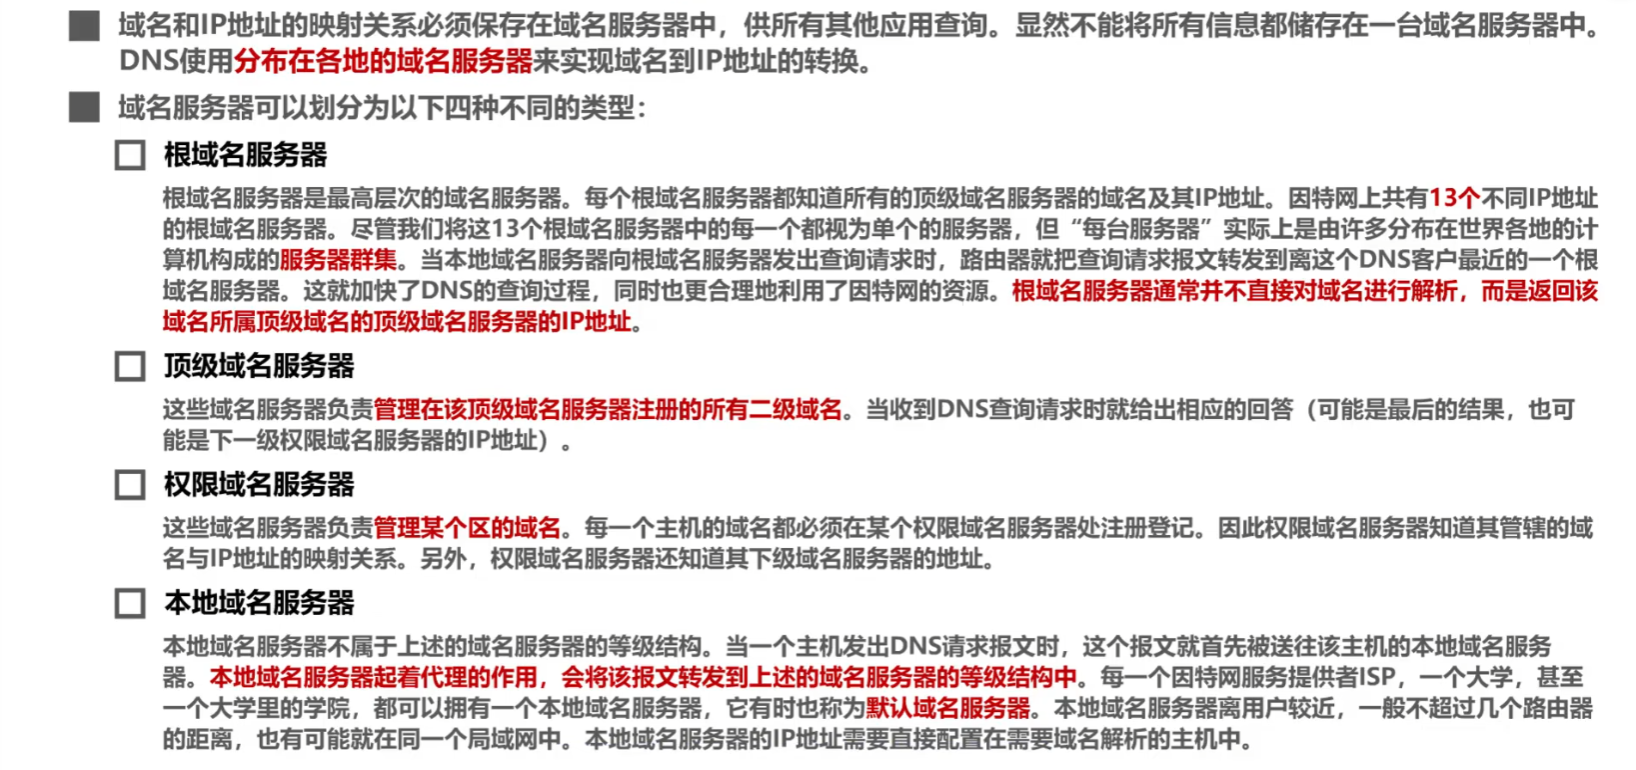 域名和IP地址的映射关系必须保存在域名服务器中，供所有其他应用查询。显然不能将所有信息都储存在一台域名服务器中。
DNS使用分布在各地的域名服务器来实现域名到IP地址的转换。
域名服务器可以划分为以下四种不同的类型：
根域名服务器
根域名服务器是最高层次的域名服务器。每个根域名服务器都知道所有的顶级域名服务器的域名及其IP地址。因特网上共有13个不同IP地址
的根域名服务器。尽管我们将这13个根域名服务器中的每一个都视为单个的服务器，但“每台服务器”实际上是由许多分布在世界各地的计
算机构成的服务器群集。当本地域名服务器向根域名服务器发出查询请求时，路由器就把查询请求报文转发到离这个DNS客户最近的一个根
域名服务器。这就加快了DNS的查询过程，同时也更合理地利用了因特网的资源。根域名服务器通常并不直接对域名进行解析，而是返回该
域名所属顶级域名的顶级域名服务器的IP地址。
顶级域名服务器
这些域名服务器负责管理在该顶级域名服务器注册的所有二级域名。当收到DNS查询请求时就给出相应的回答（可能是最后的结果，也可
能是下一级权限域名服务器的IP地址）。
权限域名服务器
这些域名服务器负责管理某个区的域名。每一个主机的域名都必须在某个权限域名服务器处注册登记。因此权限域名服务器知道其管辖的域
名与IP地址的映射关系。另外，权限域名服务器还知道其下级域名服务器的地址。
本地域名服务器
本地域名服务器不属于上述的域名服务器的等级结构。当一个主机发出DNS请求报文时，这个报文就首先被送往该主机的本地域名服务
器。本地域名服务器起着代理的作用，会将该报文转发到上述的域名服务器的等级结构中。每一个因特网服务提供者ISP，一个大学，甚至
一个大学里的学院，都可以拥有一个本地域名服务器，它有时也称为默认域名服务器。本地域名服务器离用户较近，一般不超过几个路由器
的距离，也有可能就在同一个局域网中。本地域名服务器的IP地址需要直接配置在需要域名解析的主机中。